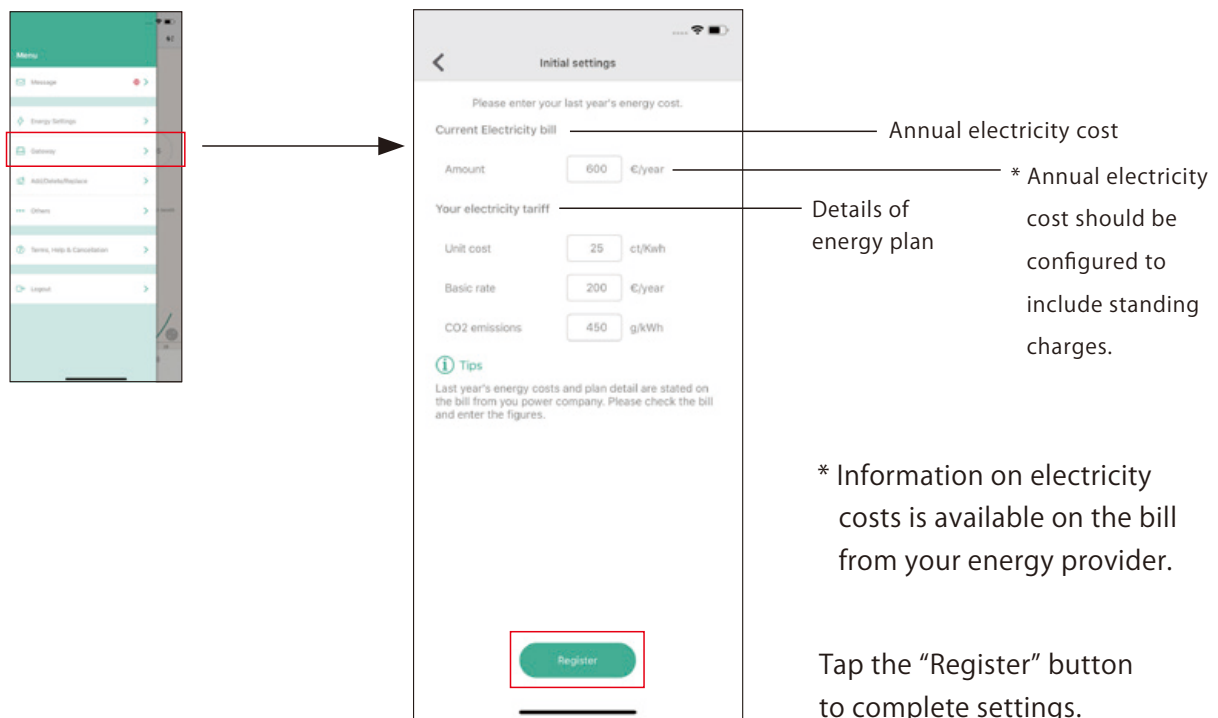 Menu
Message
Energy Settings
Gateway
Add/Delete/Replace
Others
Terms, Help & Cancellation
Logout
Initial settings
Please enter your last year's energy cost.
Current Electricity bill
Amount 600 €/year
Your electricity tariff
Unit cost 25 ct/Kwh
Basic rate 200 €/year
CO2 emissions 450 g/kWh
Tips
Last year's energy costs and plan detail are stated on
the bill from you power company. Please check the bill
and enter the figures.
Register
Annual electricity cost
* Annual electricity
cost should be
configured to
include standing
charges.
Details of
energy plan
* Information on electricity
costs is available on the bill
from your energy provider.
Tap the “Register” button
to complete settings.